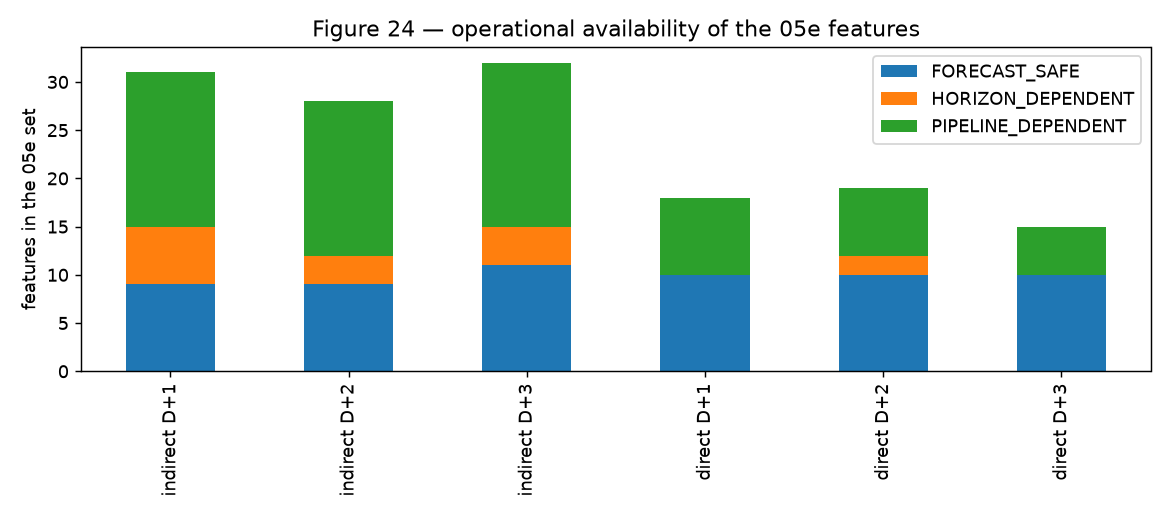 Figure 24 — operational availability of the 05e features
features in the 05e set
30
25
20
15
10
5
0
FORECAST_SAFE
HORIZON_DEPENDENT
PIPELINE_DEPENDENT
indirect D+1
indirect D+2
indirect D+3
direct D+1
direct D+2
direct D+3